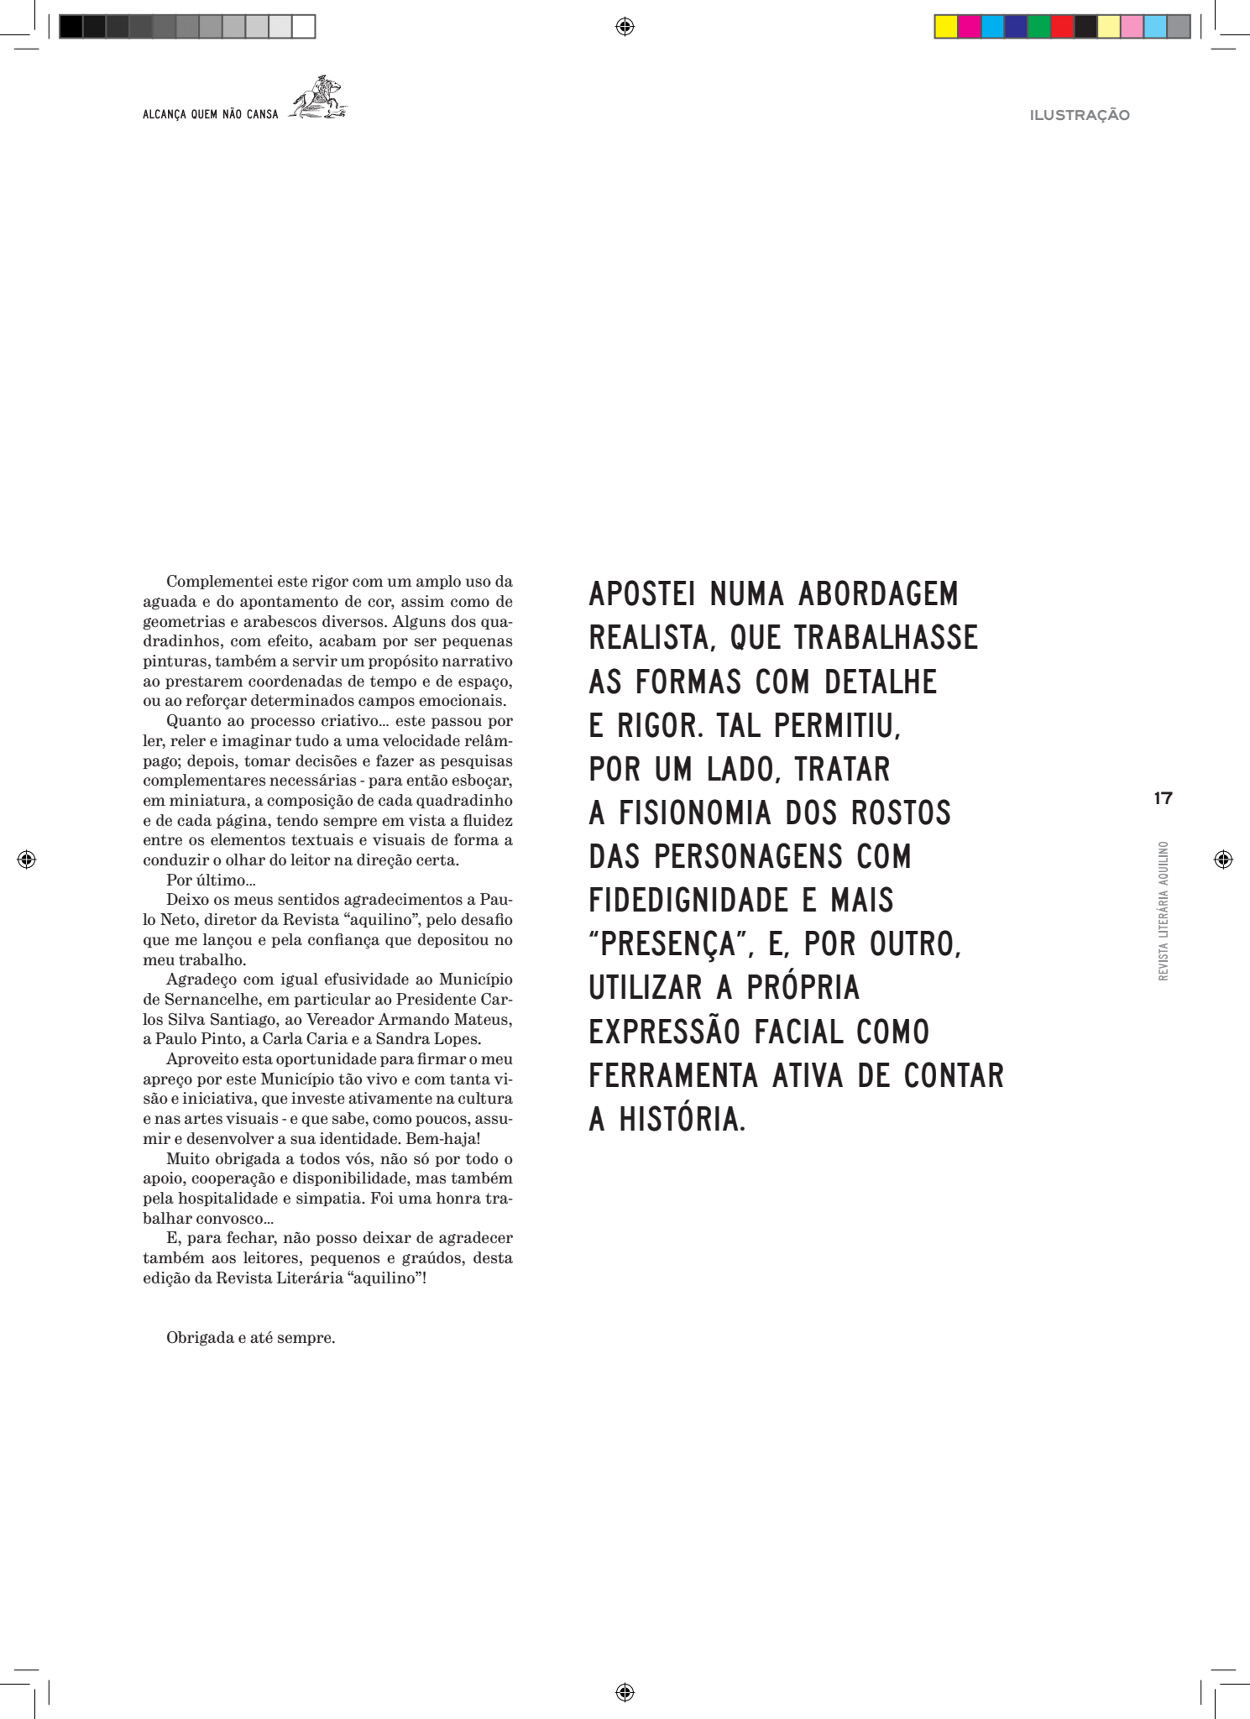 ALCANÇA QUEM NÃO CANSA
ILUSTRAÇÃO
Complementei este rigor com um amplo uso da
aguada e do apontamento de cor, assim como de
geometrias e arabescos diversos. Alguns dos qua-
dradinhos, com efeito, acabam por ser pequenas
pinturas, também a servir um propósito narrativo
ao prestarem coordenadas de tempo e de espaço,
ou ao reforçar determinados campos emocionais.
Quanto ao processo criativo... este passou por
ler, reler e imaginar tudo a uma velocidade relâm-
pago; depois, tomar decisões e fazer as pesquisas
complementares necessárias - para então esboçar,
em miniatura, a composição de cada quadradinho
e de cada página, tendo sempre em vista a fluidez
entre os elementos textuais e visuais de forma a
conduzir o olhar do leitor na direção certa.
Por último...
Deixo os meus sentidos agradecimentos a Pau-
lo Neto, diretor da Revista “aquilino”, pelo desafio
que me lançou e pela confiança que depositou no
meu trabalho.
Agradeço com igual efusividade ao Município
de Sernancelhe, em particular ao Presidente Car-
los Silva Santiago, ao Vereador Armando Mateus,
a Paulo Pinto, a Carla Caria e a Sandra Lopes.
Aproveito esta oportunidade para firmar o meu
apreço por este Município tão vivo e com tanta vi-
são e iniciativa, que investe ativamente na cultura
e nas artes visuais - e que sabe, como poucos, assu-
mir e desenvolver a sua identidade. Bem-haja!
Muito obrigada a todos vós, não só por todo o
apoio, cooperação e disponibilidade, mas também
pela hospitalidade e simpatia. Foi uma honra tra-
balhar convosco...
E, para fechar, não posso deixar de agradecer
também aos leitores, pequenos e graúdos, desta
edição da Revista Literária “aquilino”!
Obrigada e até sempre.
APOSTEI NUMA ABORDAGEM
REALISTA, QUE TRABALHASSE
AS FORMAS COM DETALHE
E RIGOR. TAL PERMITIU,
POR UM LADO, TRATAR
A FISIONOMIA DOS ROSTOS
DAS PERSONAGENS COM
FIDEDIGNIDADE E MAIS
“PRESENÇA”, E, POR OUTRO,
UTILIZAR A PRÓPRIA
EXPRESSÃO FACIAL COMO
FERRAMENTA ATIVA DE CONTAR
A HISTÓRIA.
17
REVISTA LITERÁRIA AQUILINO